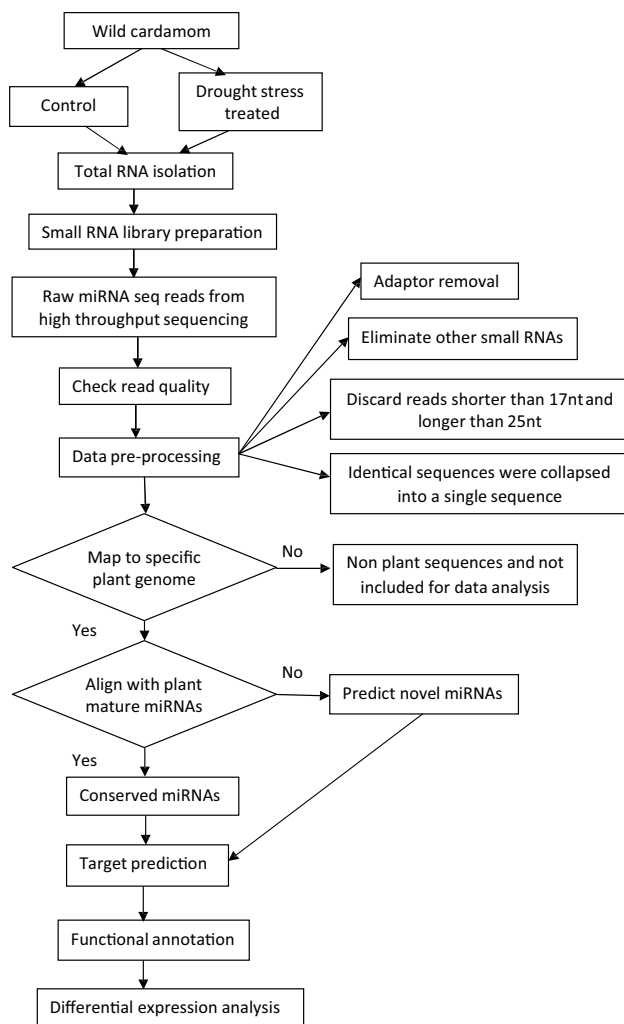 Wild cardamom
Control
Drought stress
treated
Total RNA isolation
Small RNA library preparation
Raw miRNA seq reads from
high throughput sequencing
Check read quality
Data pre-processing
Adaptor removal
Eliminate other small RNAs
Discard reads shorter than 17nt and
longer than 25nt
Identical sequences were collapsed
into a single sequence
Map to specific
plant genome
No
Non plant sequences and not
included for data analysis
Yes
Align with plant
mature miRNAs
No
Predict novel miRNAs
Yes
Conserved miRNAs
Target prediction
Functional annotation
Differential expression analysis